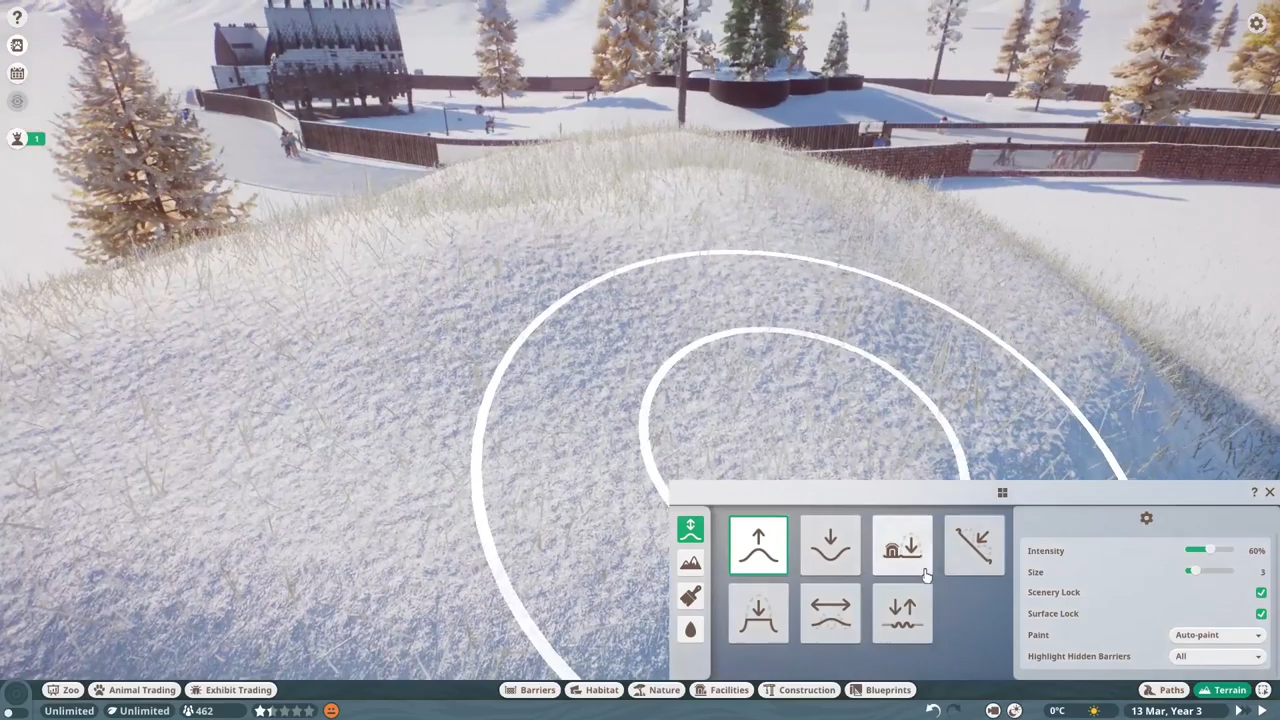 ?
1
?
Intensity 60%
Size 3
Scenery Lock
Surface Lock
Paint Auto-paint
Highlight Hidden Barriers All
Zoo Animal Trading Exhibit Trading Barriers Habitat Nature Facilities Construction Blueprints Paths Terrain
Unlimited Unlimited 462 0°C 13 Mar, Year 3